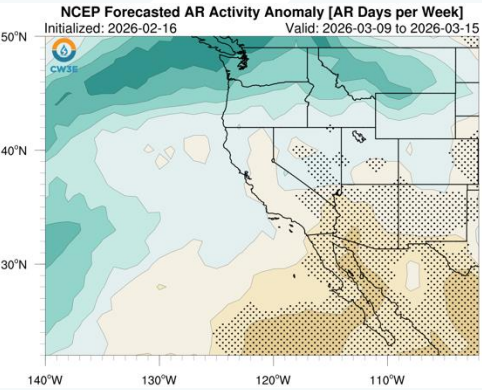 NCEP Forecasted AR Activity Anomaly [AR Days per Week]
Initialized: 2026-02-16 Valid: 2026-03-09 to 2026-03-15
50°N
CW3E
40°N
30°N
140°W 130°W 120°W 110°W